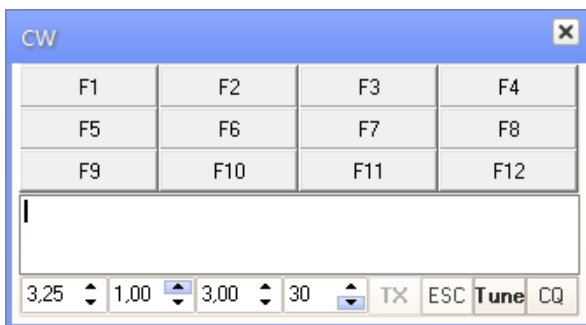 CW
F1 F2 F3 F4
F5 F6 F7 F8
F9 F10 F11 F12
3,25 1,00 3,00 30 TX ESC Tune CQ